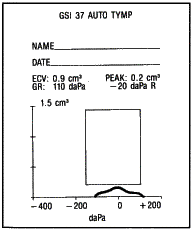 GSI 37 AUTO TYMP
NAME
DATE
ECV: 0.9 cm³ PEAK: 0.2 cm³
GR: 110 daPa −20 daPa R
1.5 cm³
−400 −200 0 +200
daPa